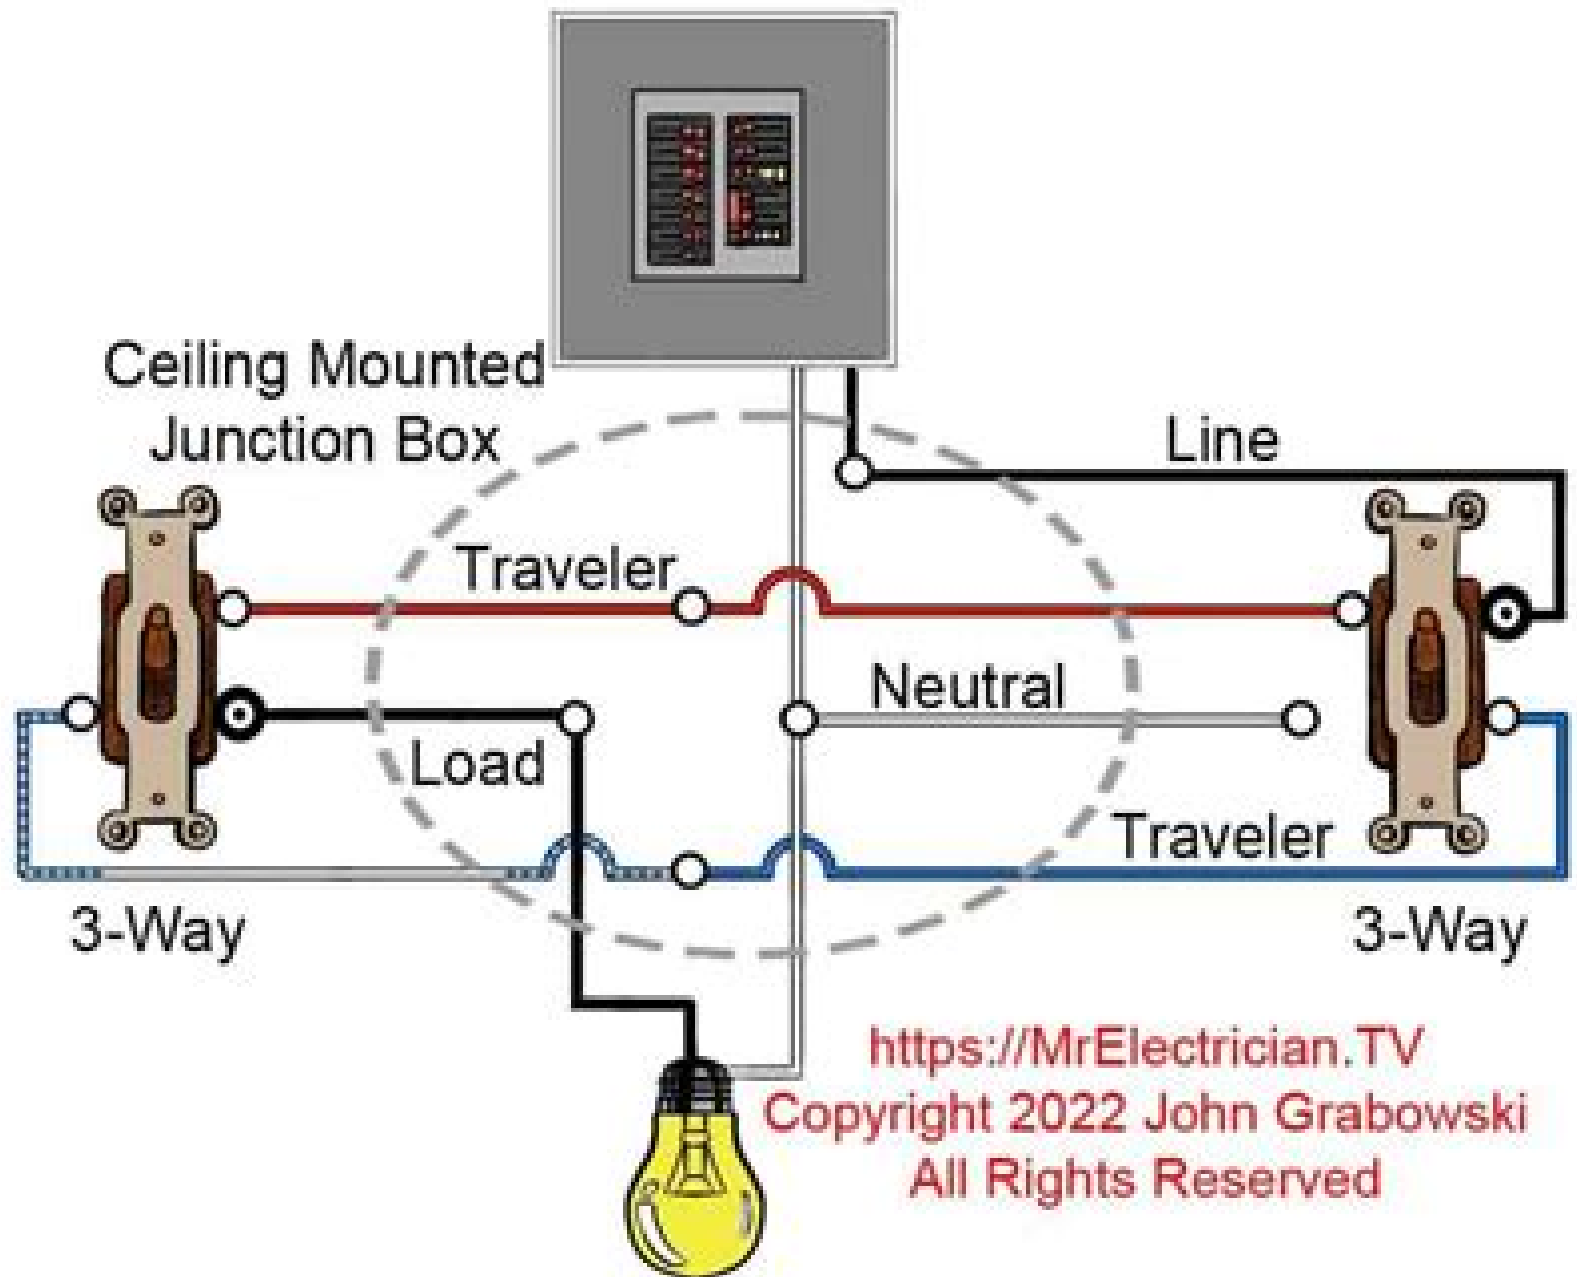 Ceiling Mounted
Junction Box
Line
Traveler
Neutral
Load
Traveler
3-Way
3-Way
https://MrElectrician.TV
Copyright 2022 John Grabowski
All Rights Reserved